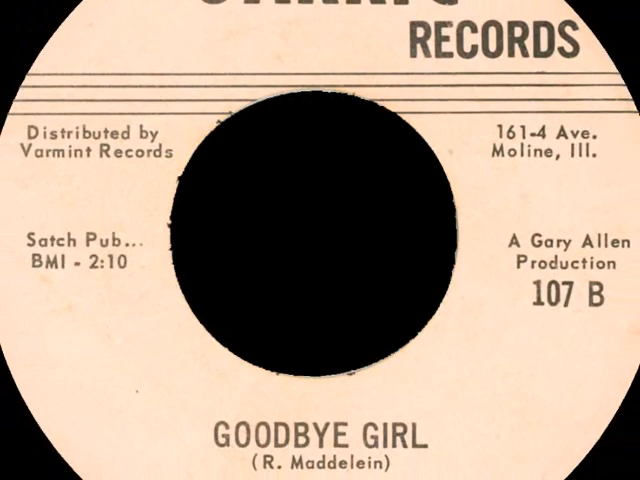 RECORDS
Distributed by
Varmint Records
161-4 Ave.
Moline, Ill.
Satch Pub...
BMI - 2:10
A Gary Allen
Production
107 B
GOODBYE GIRL
(R. Maddelein)